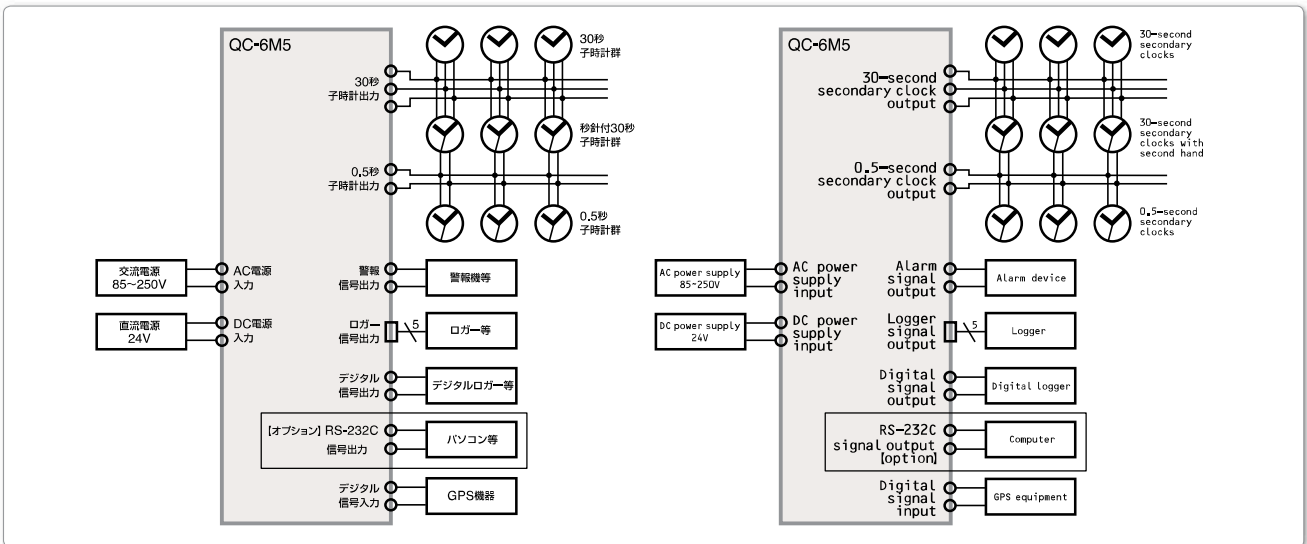 QC-6M5
30秒
子時計群
30秒
子時計出力
秒針付30秒
子時計群
0.5秒
子時計出力
0.5秒
子時計群
交流電源
85~250V
AC電源
入力
警報
信号出力
警報機等
直流電源
24V
DC電源
入力
ロガー
信号出力
5
ロガー等
デジタル
信号出力
デジタルロガー等
【オプション】RS-232C
信号出力
パソコン等
デジタル
信号入力
GPS機器
QC-6M5
30-second
secondary
clocks
30-second
secondary clock
output
30-second
secondary
clocks with
second hand
0.5-second
secondary clock
output
0.5-second
secondary
clocks
AC power supply
85-250V
AC power
supply
input
Alarm
signal
output
Alarm device
DC power supply
24V
DC power
supply
input
Logger
signal
output
5
Logger
Digital
signal
output
Digital logger
RS-232C
signal output
【option】
Computer
Digital
signal
input
GPS equipment